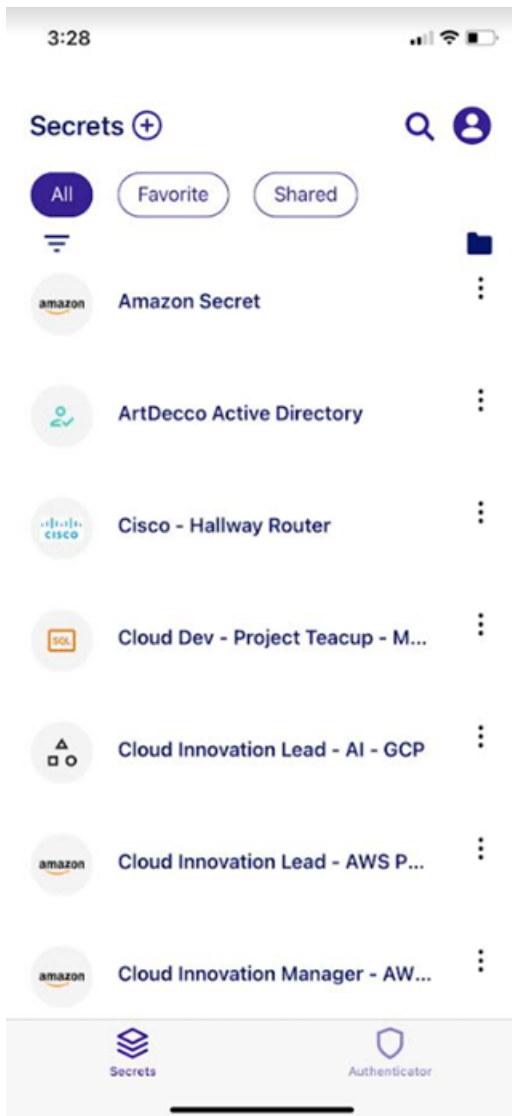 3:28
Secrets
All Favorite Shared
amazon Amazon Secret
ArtDecco Active Directory
CISCO Cisco - Hallway Router
SQL Cloud Dev - Project Teacup - M...
Cloud Innovation Lead - AI - GCP
amazon Cloud Innovation Lead - AWS P...
amazon Cloud Innovation Manager - AW...
Secrets Authenticator